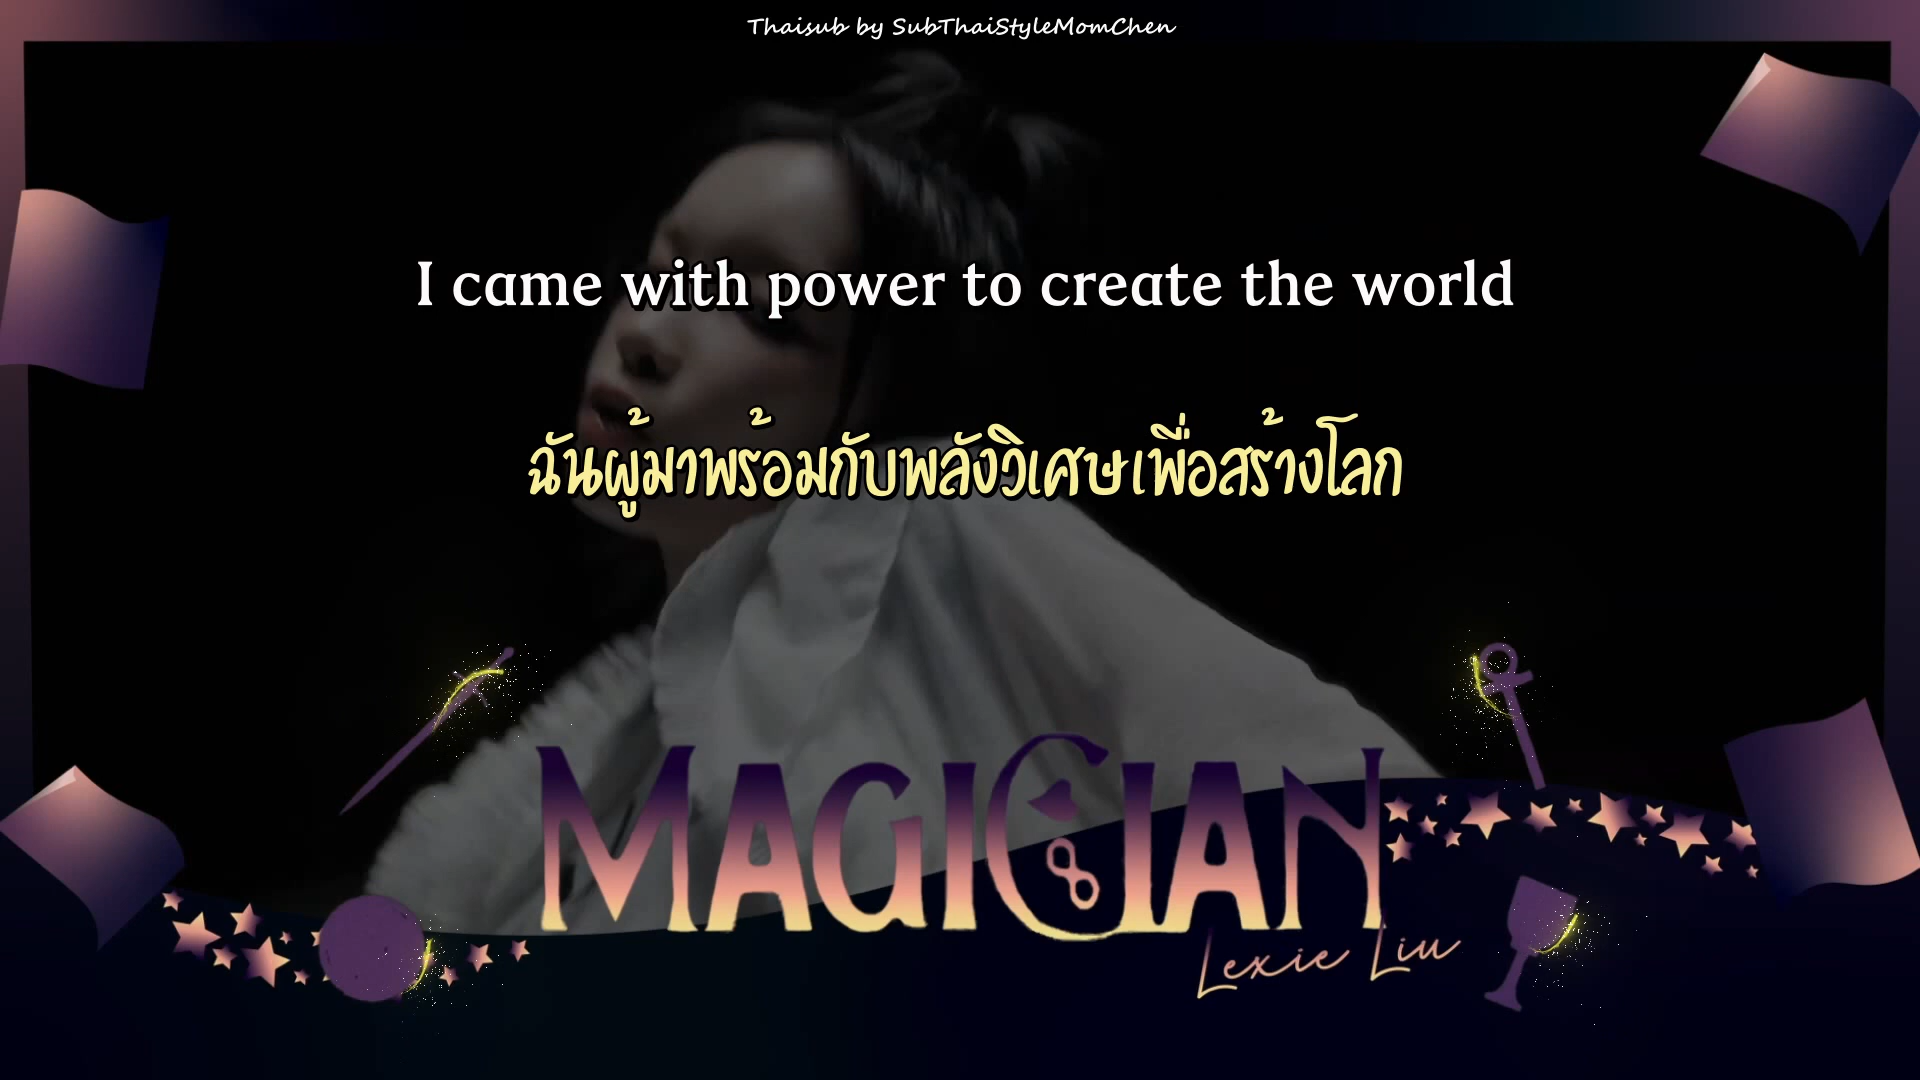 Thaisub by SubThaiStyleMomChen
I came with power to create the world
ฉันผู้มาพร้อมกับพลังวิเศษเพื่อสร้างโลก
MAGICIAN
Lexie Liu